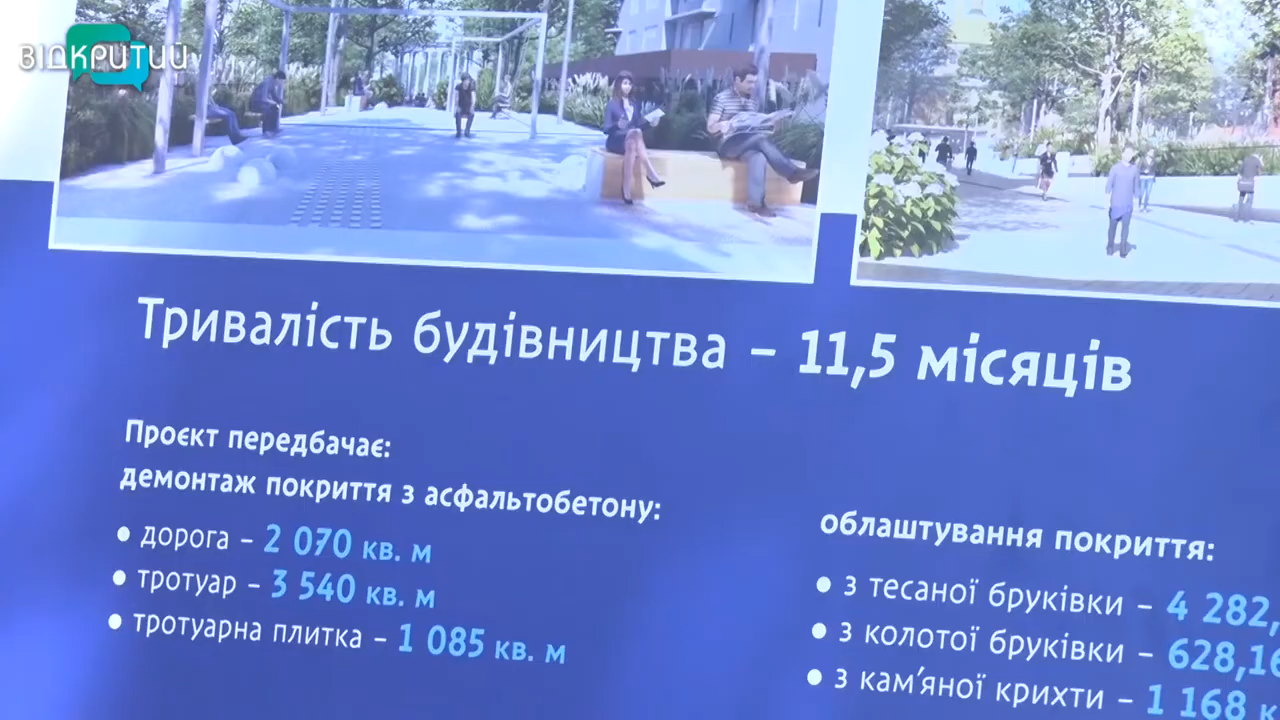 ВІДКРИТИЙ
Тривалість будівництва – 11,5 місяців
Проєкт передбачає:
демонтаж покриття з асфальтобетону:
• дорога – 2 070 кв. м
• тротуар – 3 540 кв. м
• тротуарна плитка – 1 085 кв. м
облаштування покриття:
• з тесаної бруківки – 4 282,
• з колотої бруківки – 628,16
• з кам’яної крихти – 1 168 к